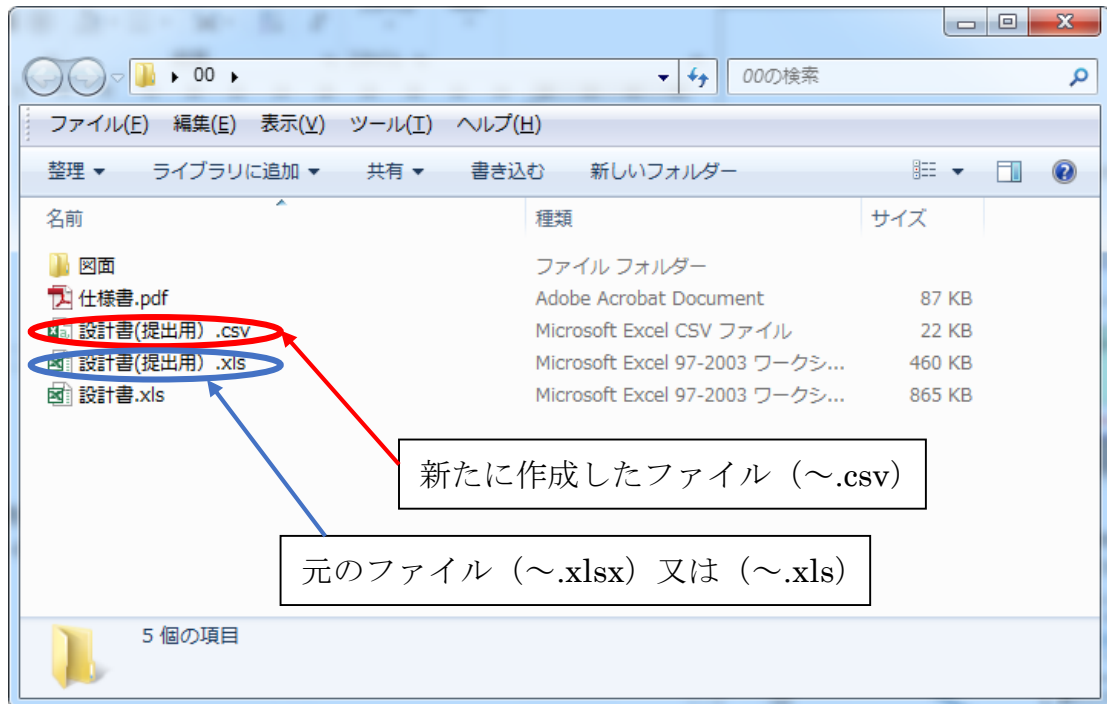 00
00の検索
ファイル(F) 編集(E) 表示(V) ツール(T) ヘルプ(H)
整理 ライブラリに追加 共有 書き込む 新しいフォルダー
名前 種類 サイズ
図面 ファイル フォルダー
仕様書.pdf Adobe Acrobat Document 87 KB
設計書(提出用）.csv Microsoft Excel CSV ファイル 22 KB
設計書(提出用）.xls Microsoft Excel 97-2003 ワークシ... 460 KB
設計書.xls Microsoft Excel 97-2003 ワークシ... 865 KB
新たに作成したファイル（～.csv）
元のファイル（～.xlsx）又は（～.xls）
5 個の項目